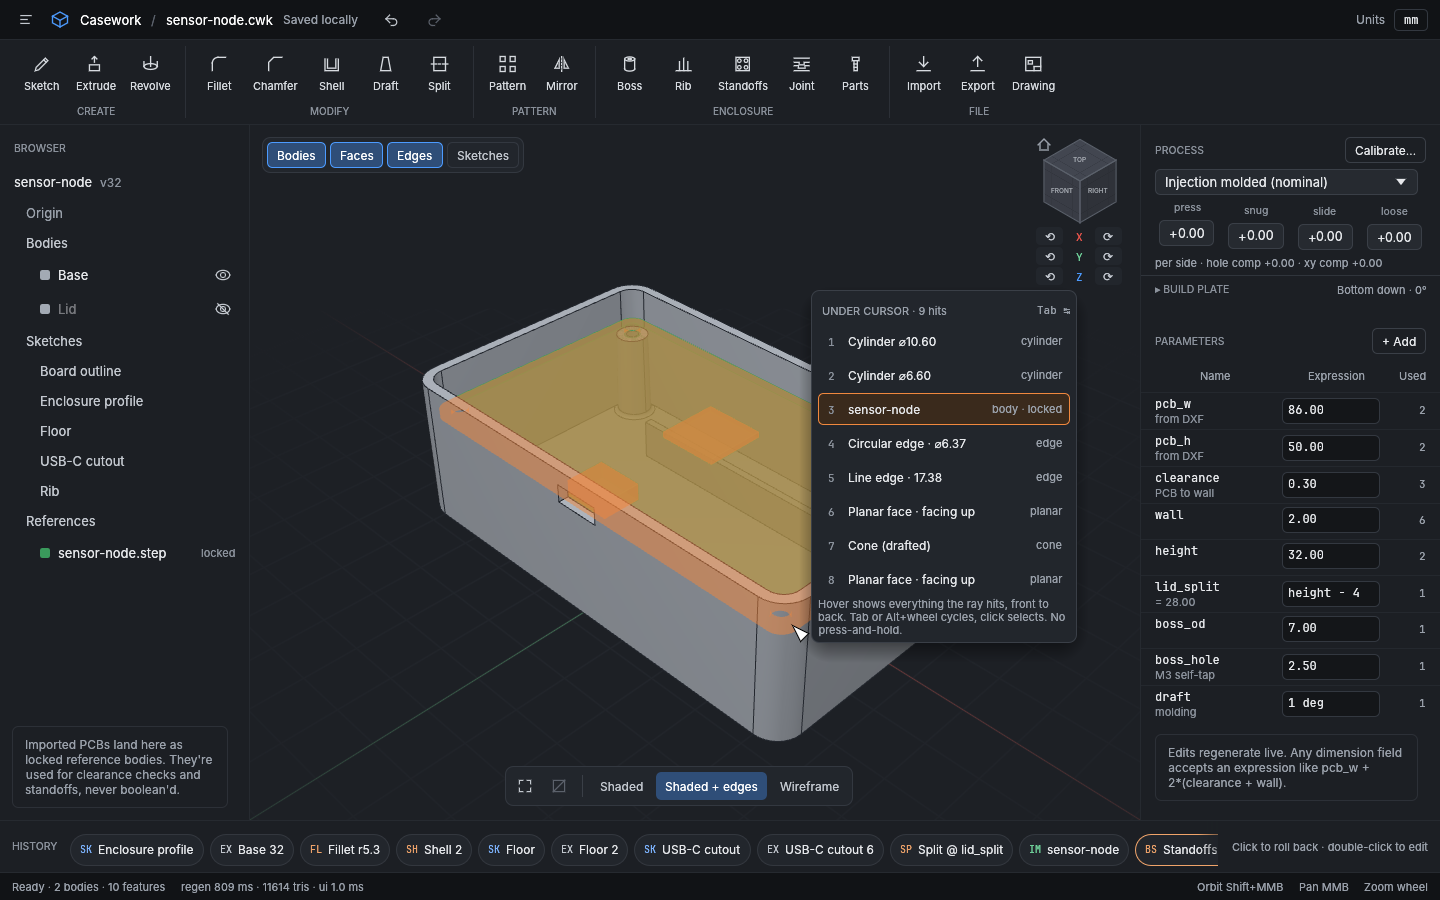 Casework / sensor-node.cwk Saved locally
Units mm
Sketch Extrude Revolve
CREATE
Fillet Chamfer Shell Draft Split
MODIFY
Pattern Mirror
PATTERN
Boss Rib Standoffs Joint Parts
ENCLOSURE
Import Export Drawing
FILE
BROWSER
sensor-node v32
Origin
Bodies
Base
Lid
Sketches
Board outline
Enclosure profile
Floor
USB-C cutout
Rib
References
sensor-node.step locked
Imported PCBs land here as
locked reference bodies. They're
used for clearance checks and
standoffs, never boolean'd.
Bodies Faces Edges Sketches
TOP
FRONT RIGHT
X
Y
Z
UNDER CURSOR · 9 hits Tab ⇆
1 Cylinder ⌀10.60 cylinder
2 Cylinder ⌀6.60 cylinder
3 sensor-node body · locked
4 Circular edge · ⌀6.37 edge
5 Line edge · 17.38 edge
6 Planar face · facing up planar
7 Cone (drafted) cone
8 Planar face · facing up planar
Hover shows everything the ray hits, front to
back. Tab or Alt+wheel cycles, click selects. No
press-and-hold.
Shaded Shaded + edges Wireframe
PROCESS Calibrate...
Injection molded (nominal)
press snug slide loose
+0.00 +0.00 +0.00 +0.00
per side · hole comp +0.00 · xy comp +0.00
▸ BUILD PLATE Bottom down · 0°
PARAMETERS + Add
Name Expression Used
pcb_w 86.00 2
from DXF
pcb_h 50.00 2
from DXF
clearance 0.30 3
PCB to wall
wall 2.00 6
height 32.00 2
lid_split height - 4 1
= 28.00
boss_od 7.00 1
boss_hole 2.50 1
M3 self-tap
draft 1 deg 1
molding
Edits regenerate live. Any dimension field
accepts an expression like pcb_w +
2*(clearance + wall).
HISTORY SK Enclosure profile EX Base 32 FL Fillet r5.3 SH Shell 2 SK Floor EX Floor 2 SK USB-C cutout EX USB-C cutout 6 SP Split @ lid_split IM sensor-node BS Standoffs Click to roll back · double-click to edit
Ready · 2 bodies · 10 features regen 809 ms · 11614 tris · ui 1.0 ms
Orbit Shift+MMB Pan MMB Zoom wheel